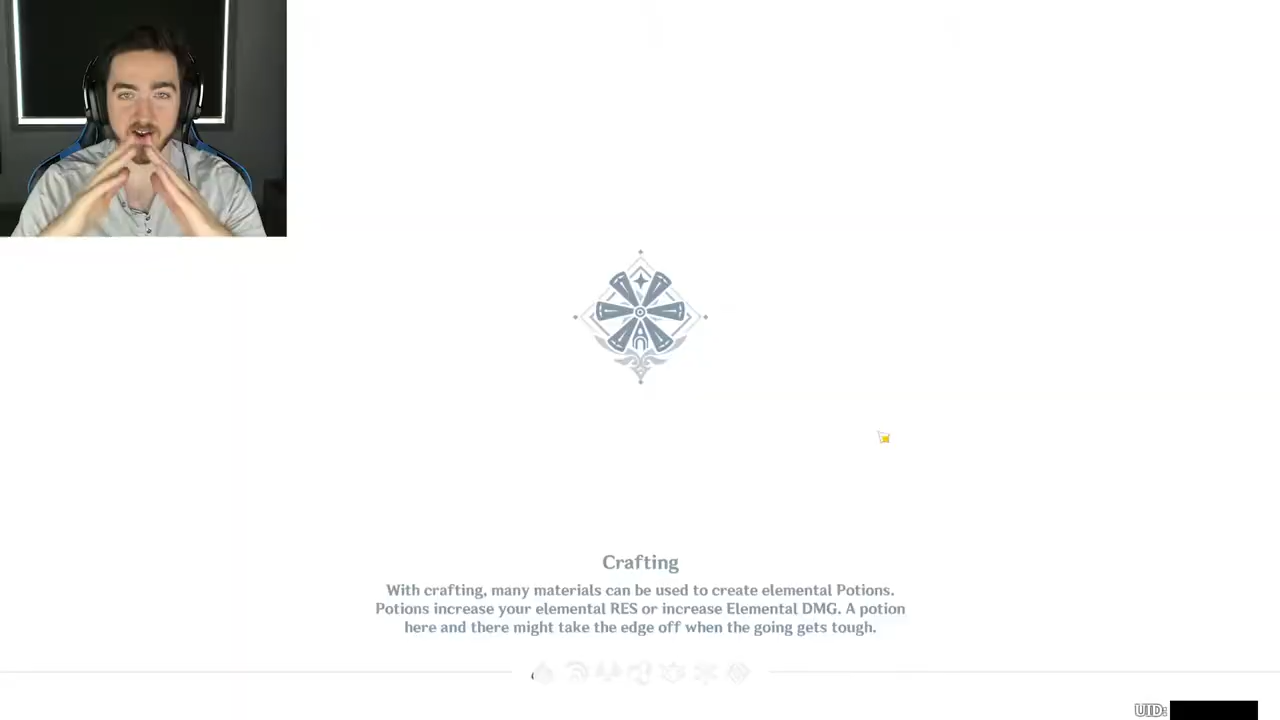 Crafting
With crafting, many materials can be used to create elemental Potions.
Potions increase your elemental RES or increase Elemental DMG. A potion
here and there might take the edge off when the going gets tough.
UID: